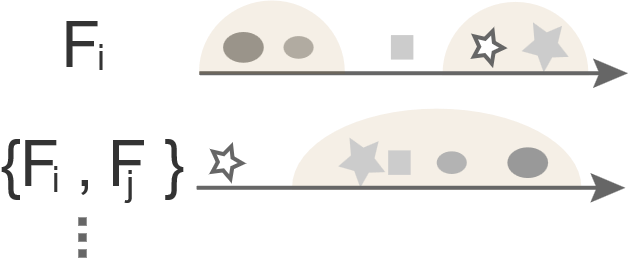 Fi
{Fi , Fj }